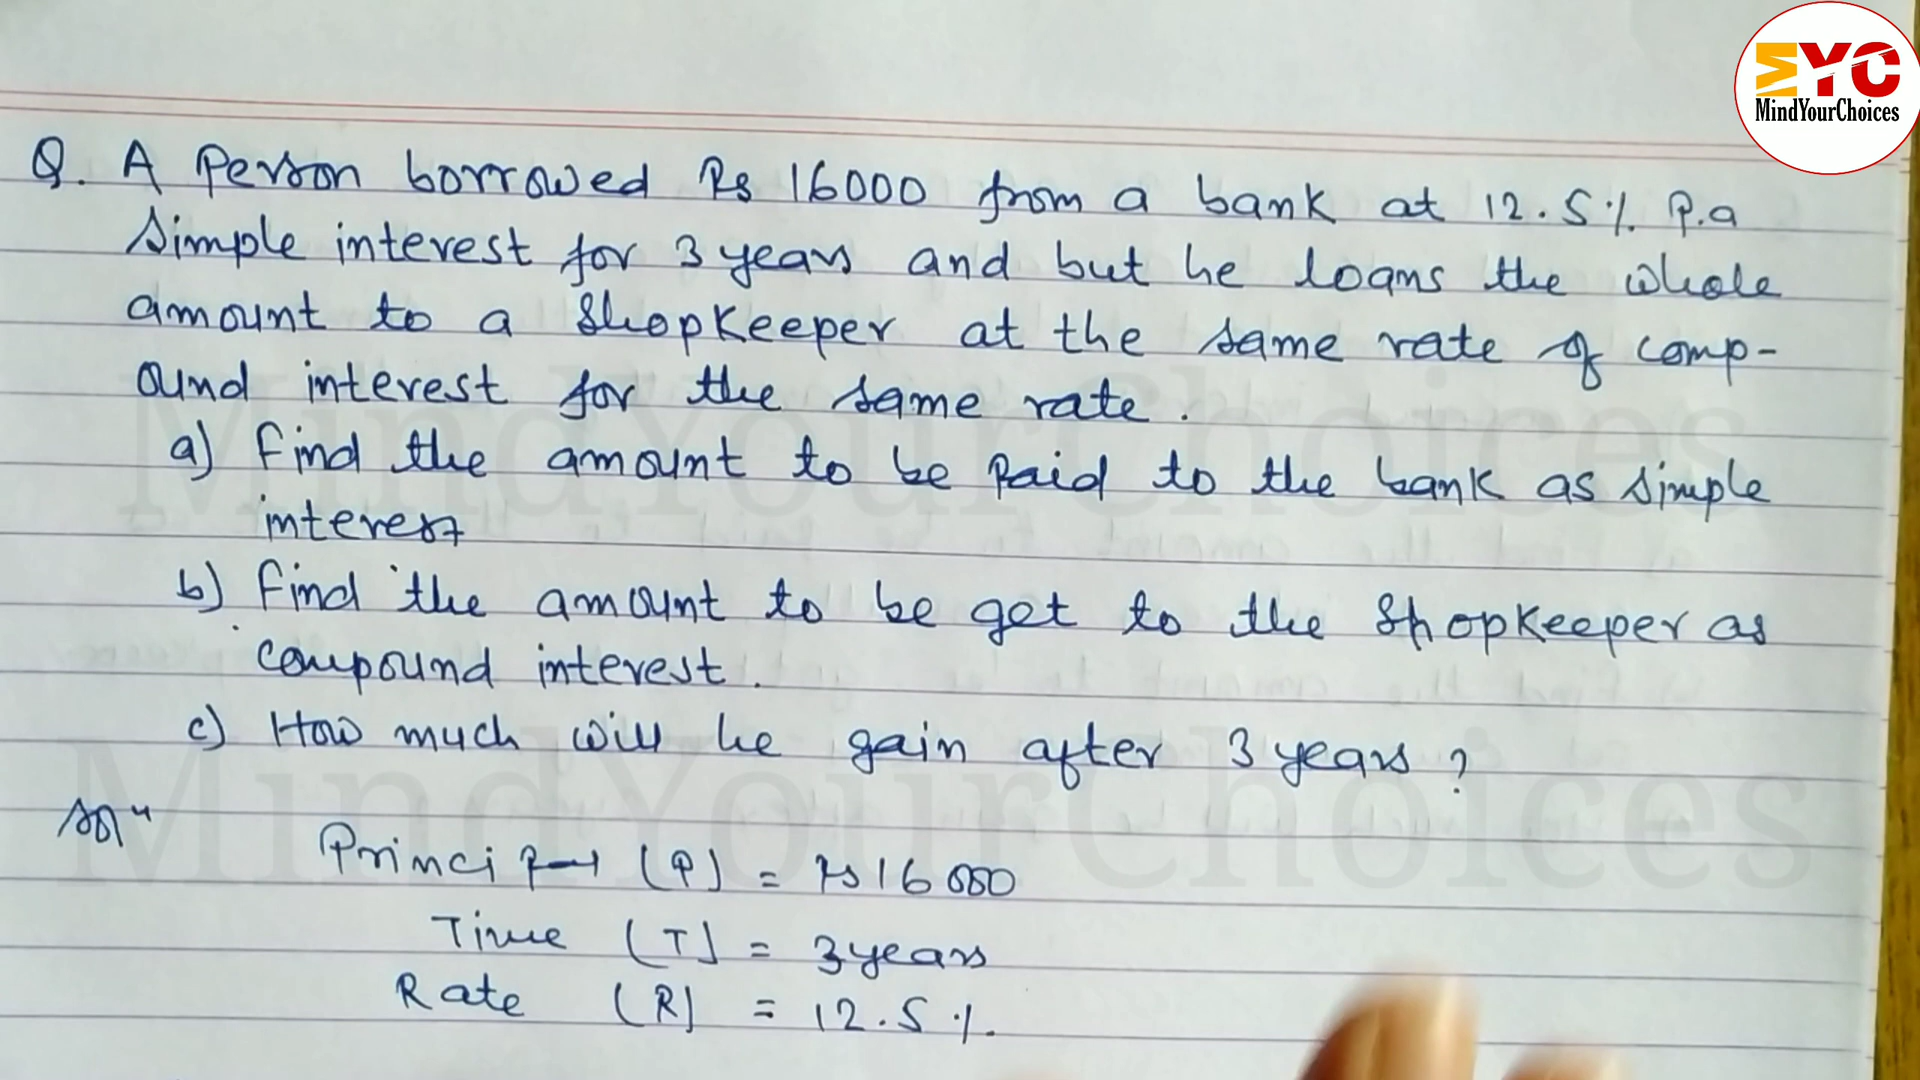 MYC
MindYourChoices
Q. A Person borrowed Rs 16000 from a bank at 12.5% P.a
Simple interest for 3 years and but he loans the whole
amount to a Shopkeeper at the same rate of comp-
ound interest for the same rate.
a) Find the amount to be Paid to the bank as simple
interest
b) Find the amount to be get to the Shopkeeper as
compound interest.
c) How much will he gain after 3 years?
MindYourChoices
MindYourChoices
Solⁿ
Principal (P) = Rs 16000
Time (T) = 3 years
Rate (R) = 12.5%